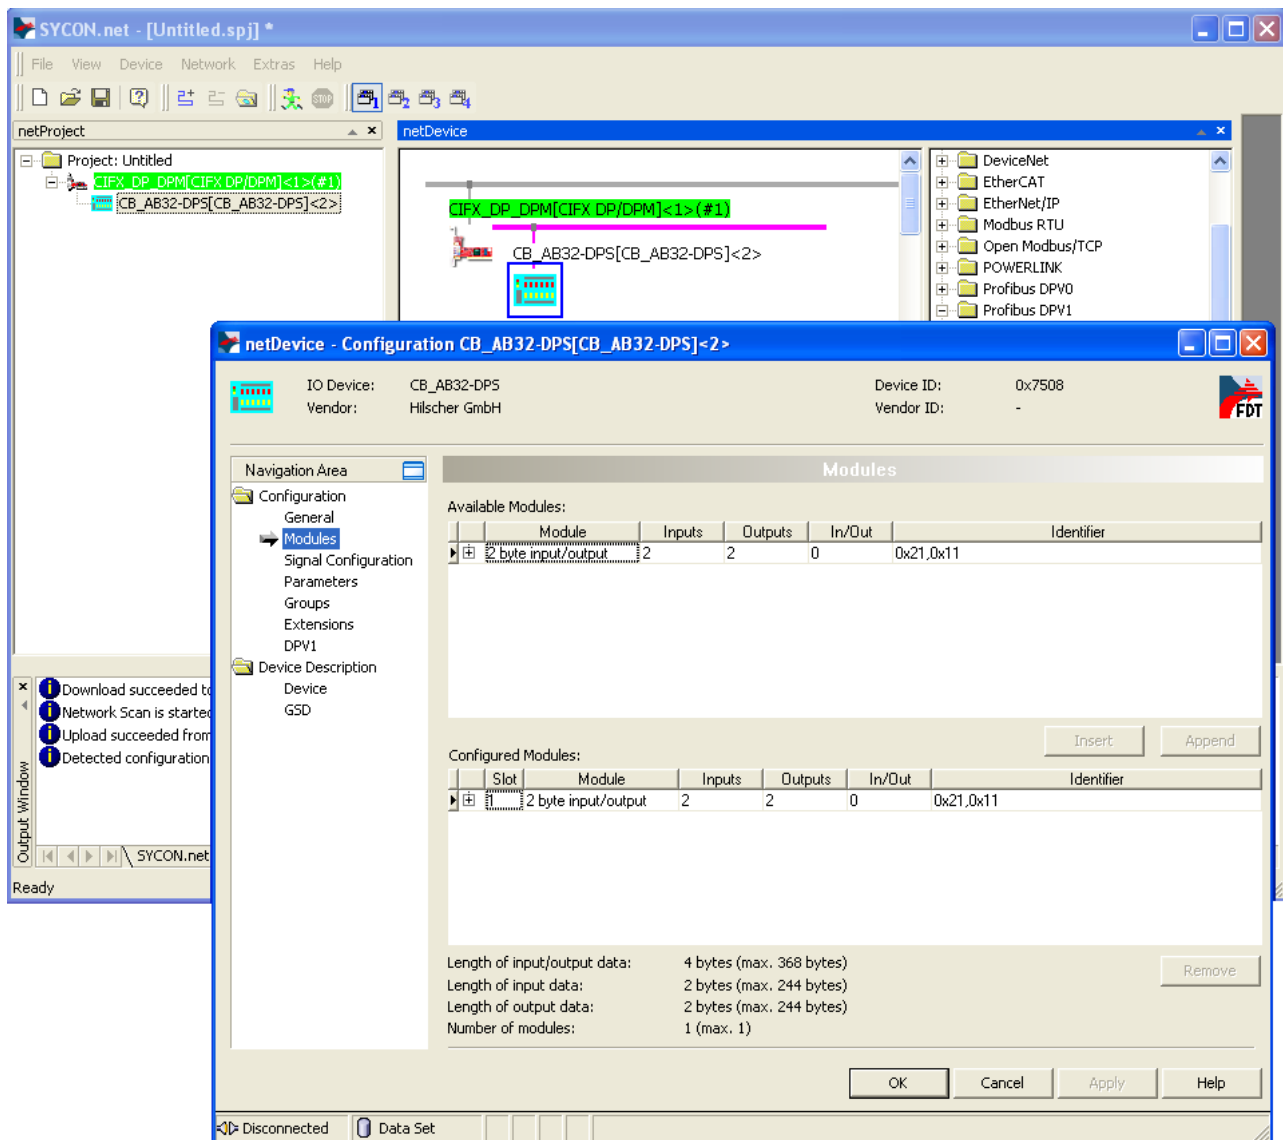 SYCON.net - [Untitled.spj] *
File View Device Network Extras Help
STOP 1 2 3 4
netProject
netDevice
Project: Untitled
CIFX_DP_DPM[CIFX DP/DPM]<1>(#1)
CB_AB32-DPS[CB_AB32-DPS]<2>
CIFX_DP_DPM[CIFX DP/DPM]<1>(#1)
CB_AB32-DPS[CB_AB32-DPS]<2>
DeviceNet
EtherCAT
EtherNet/IP
Modbus RTU
Open Modbus/TCP
POWERLINK
Profibus DPV0
Profibus DPV1
Download succeeded to
Network Scan is started
Upload succeeded from
Detected configuration
Output Window
SYCON.net
Ready
netDevice - Configuration CB_AB32-DPS[CB_AB32-DPS]<2>
IO Device: CB_AB32-DPS Device ID: 0x7508
Vendor: Hilscher GmbH Vendor ID: -
FDT
Navigation Area
Configuration
General
Modules
Signal Configuration
Parameters
Groups
Extensions
DPV1
Device Description
Device
GSD
Modules
Available Modules:
Module Inputs Outputs In/Out Identifier
2 byte input/output 2 2 0 0x21,0x11
Insert Append
Configured Modules:
Slot Module Inputs Outputs In/Out Identifier
1 2 byte input/output 2 2 0 0x21,0x11
Length of input/output data: 4 bytes (max. 368 bytes)
Length of input data: 2 bytes (max. 244 bytes)
Length of output data: 2 bytes (max. 244 bytes)
Number of modules: 1 (max. 1)
Remove
OK Cancel Apply Help
Disconnected Data Set